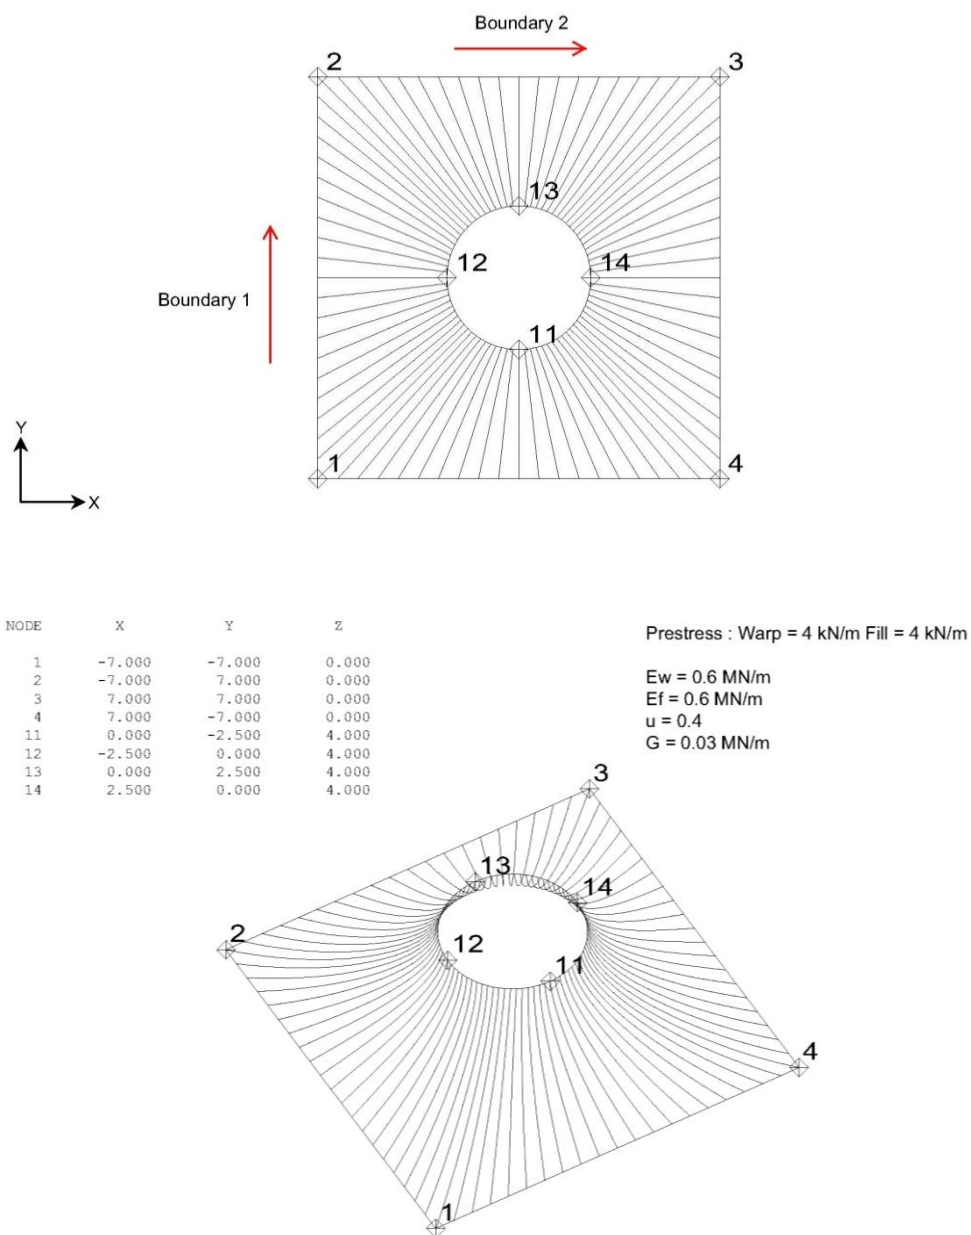 Boundary 2
2
3
13
12
14
Boundary 1
11
Y
1
4
X
NODE X Y Z
1 -7.000 -7.000 0.000
2 -7.000 7.000 0.000
3 7.000 7.000 0.000
4 7.000 -7.000 0.000
11 0.000 -2.500 4.000
12 -2.500 0.000 4.000
13 0.000 2.500 4.000
14 2.500 0.000 4.000
Prestress : Warp = 4 kN/m Fill = 4 kN/m
Ew = 0.6 MN/m
Ef = 0.6 MN/m
u = 0.4
G = 0.03 MN/m
3
13
14
2
12
11
4
1